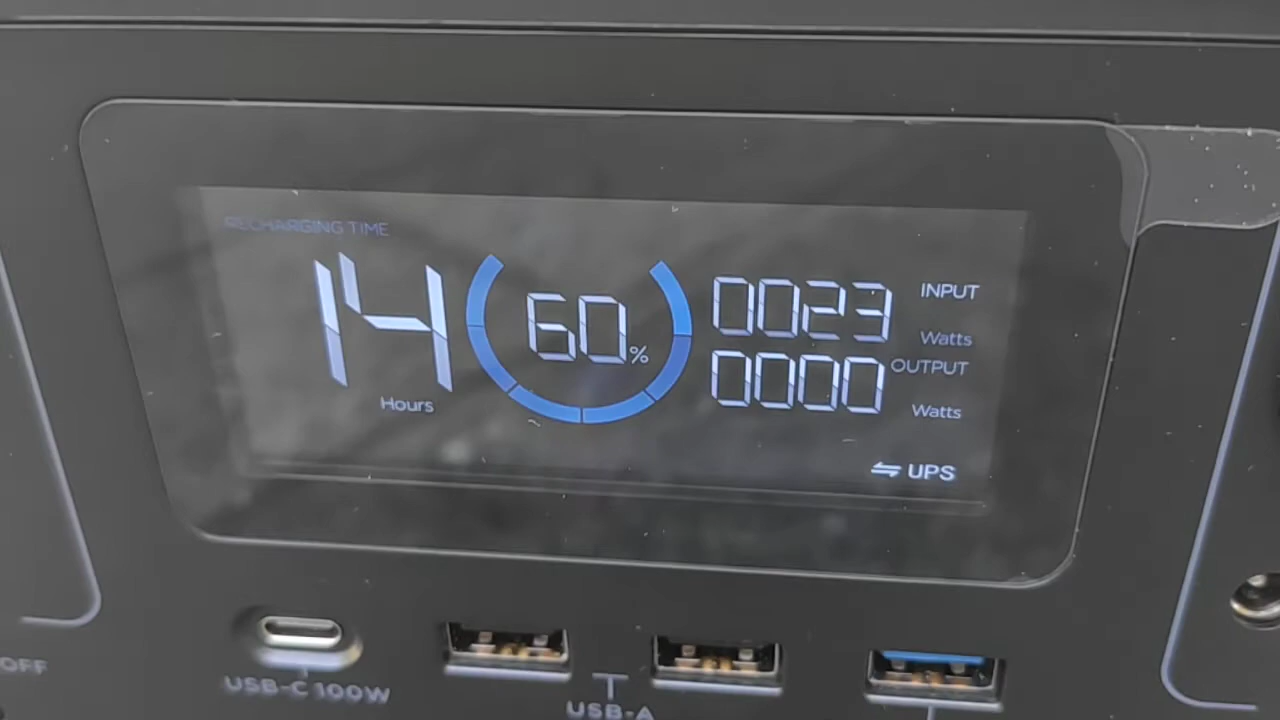 RECHARGING TIME
14
Hours
60%
0023 INPUT
Watts
0000 OUTPUT
Watts
⇋ UPS
OFF
USB-C 100W
USB-A